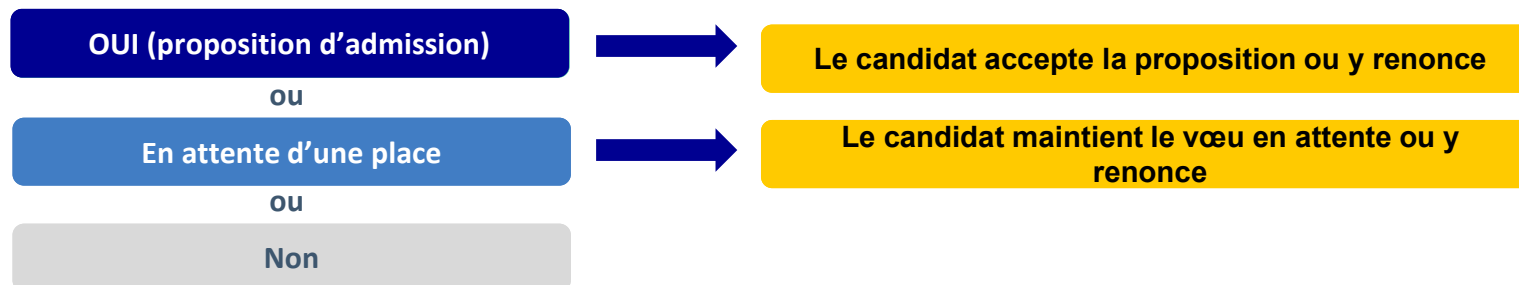 OUI (proposition d’admission)
Le candidat accepte la proposition ou y renonce
ou
En attente d’une place
Le candidat maintient le vœu en attente ou y
renonce
ou
Non